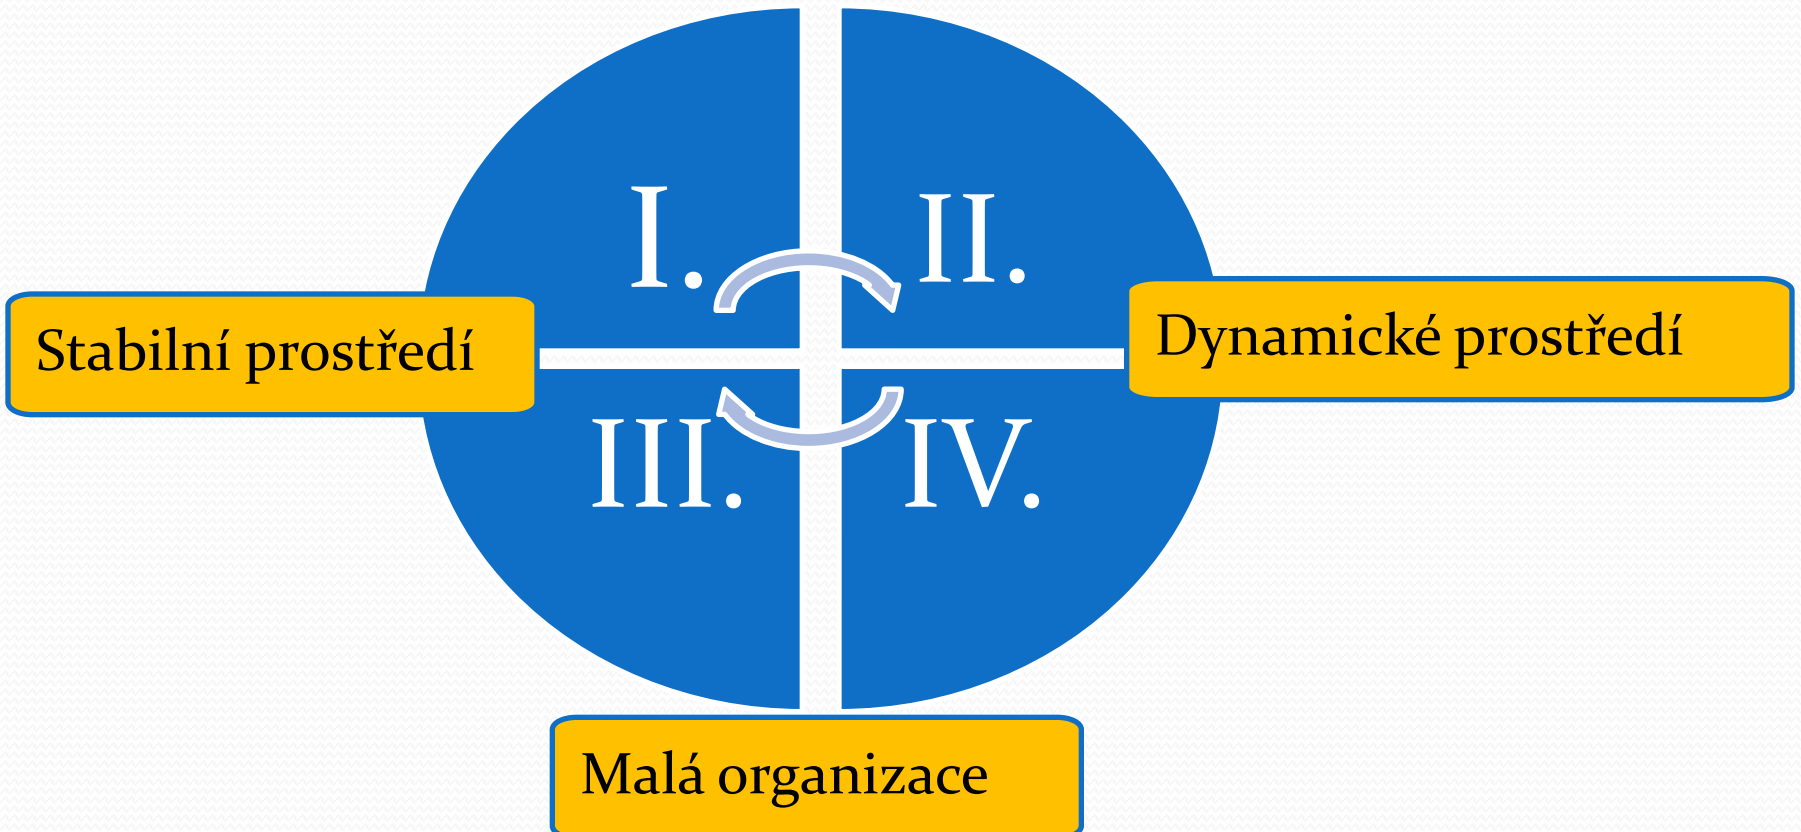 I.
II.
Stabilní prostředí
Dynamické prostředí
III.
IV.
Malá organizace